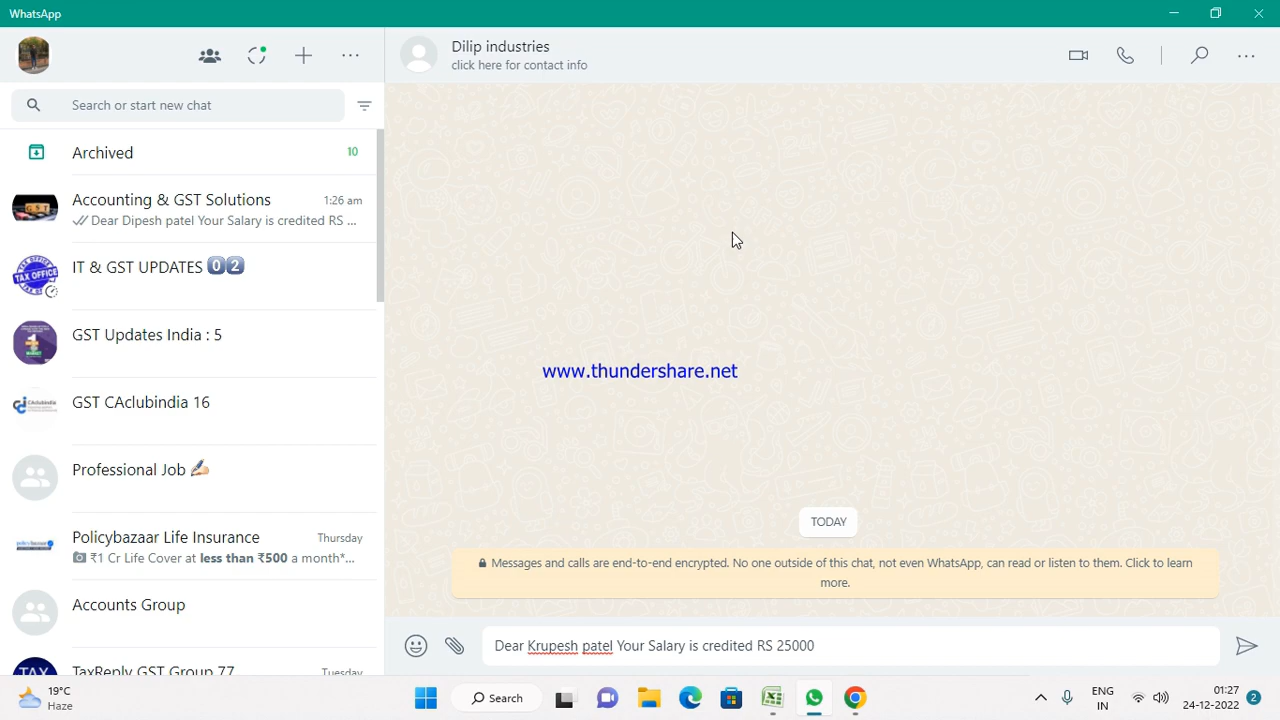 WhatsApp
Dilip industries
click here for contact info
Search or start new chat
Archived
10
Accounting & GST Solutions
1:26 am
Dear Dipesh patel Your Salary is credited RS ...
IT & GST UPDATES 0️⃣2️⃣
TAX OFFICE
GST Updates India : 5
GST CAclubindia 16
Professional Job ✍🏻
Policybazaar Life Insurance
Thursday
₹1 Cr Life Cover at less than ₹500 a month*...
Accounts Group
TaxReply GST Group 77
Tuesday
TAX
www.thundershare.net
TODAY
Messages and calls are end-to-end encrypted. No one outside of this chat, not even WhatsApp, can read or listen to them. Click to learn
more.
Dear Krupesh patel Your Salary is credited RS 25000
19°C
Haze
Search
ENG
IN
01:27
24-12-2022
2